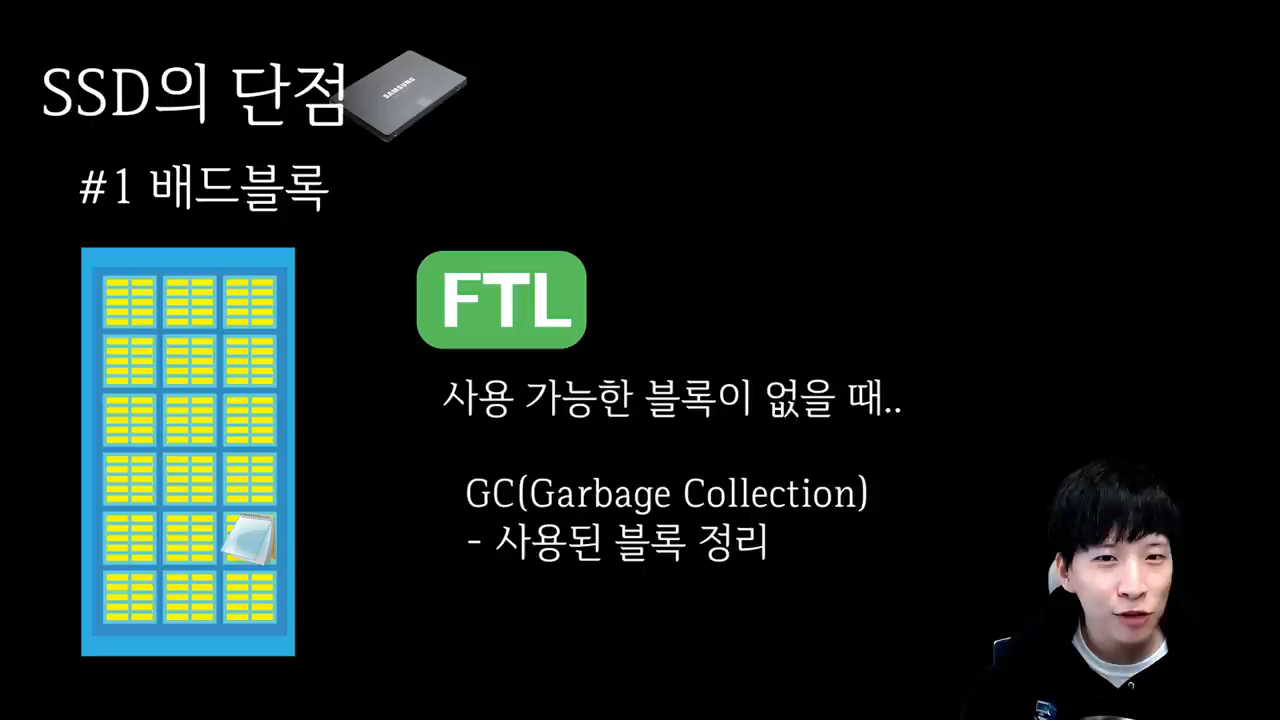 SSD의 단점
SAMSUNG
#1 배드블록
FTL
사용 가능한 블록이 없을 때..
GC(Garbage Collection)
- 사용된 블록 정리